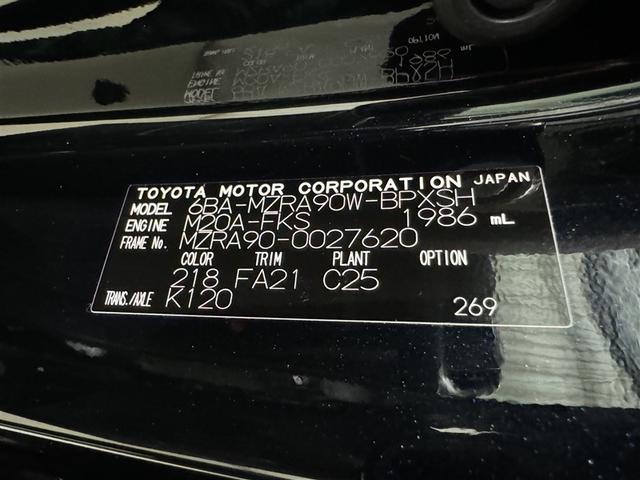 TOYOTA MOTOR CORPORATION JAPAN
MODEL 6BA-MZRA90W-BPXSH
ENGINE M20A-FKS 1986 mL
FRAME No. MZRA90-0027620
COLOR TRIM PLANT OPTION
218 FA21 C25
TRANS./AXLE K120
269